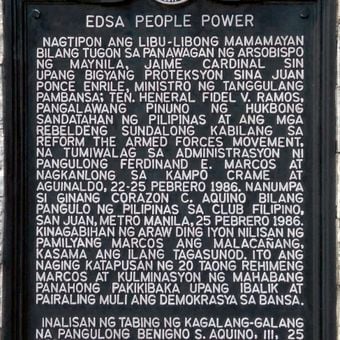 EDSA PEOPLE POWER
NAGTIPON ANG LIBU-LIBONG MAMAMAYAN
BILANG TUGON SA PANAWAGAN NG ARSOBISPO
NG MAYNILA, JAIME CARDINAL SIN
UPANG BIGYANG PROTEKSYON SINA JUAN
PONCE ENRILE, MINISTRO NG TANGGULANG
PAMBANSA; TEN. HENERAL FIDEL V. RAMOS,
PANGALAWANG PINUNO NG HUKBONG
SANDATAHAN NG PILIPINAS AT ANG MGA
REBELDENG SUNDALONG KABILANG SA
REFORM THE ARMED FORCES MOVEMENT,
NA TUMIWALAG SA ADMINISTRASYON NI
PANGULONG FERDINAND E. MARCOS AT
NAGKANLONG SA KAMPO CRAME AT
AGUINALDO, 22-25 PEBRERO 1986. NANUMPA
SI GINANG CORAZON C. AQUINO BILANG
PANGULO NG PILIPINAS SA CLUB FILIPINO,
SAN JUAN, METRO MANILA, 25 PEBRERO 1986.
KINAGABIHAN NG ARAW DING IYON NILISAN NG
PAMILYANG MARCOS ANG MALACAÑANG,
KASAMA ANG ILANG TAGASUNOD. ITO ANG
NAGING KATAPUSAN NG 20 TAONG REHIMENG
MARCOS AT KULMINASYON NG MAHABANG
PANAHONG PAKIKIBAKA UPANG IBALIK AT
PAIRALING MULI ANG DEMOKRASYA SA BANSA.
INALISAN NG TABING NG KAGALANG-GALANG
NA PANGULONG BENIGNO S. AQUINO, III, 25